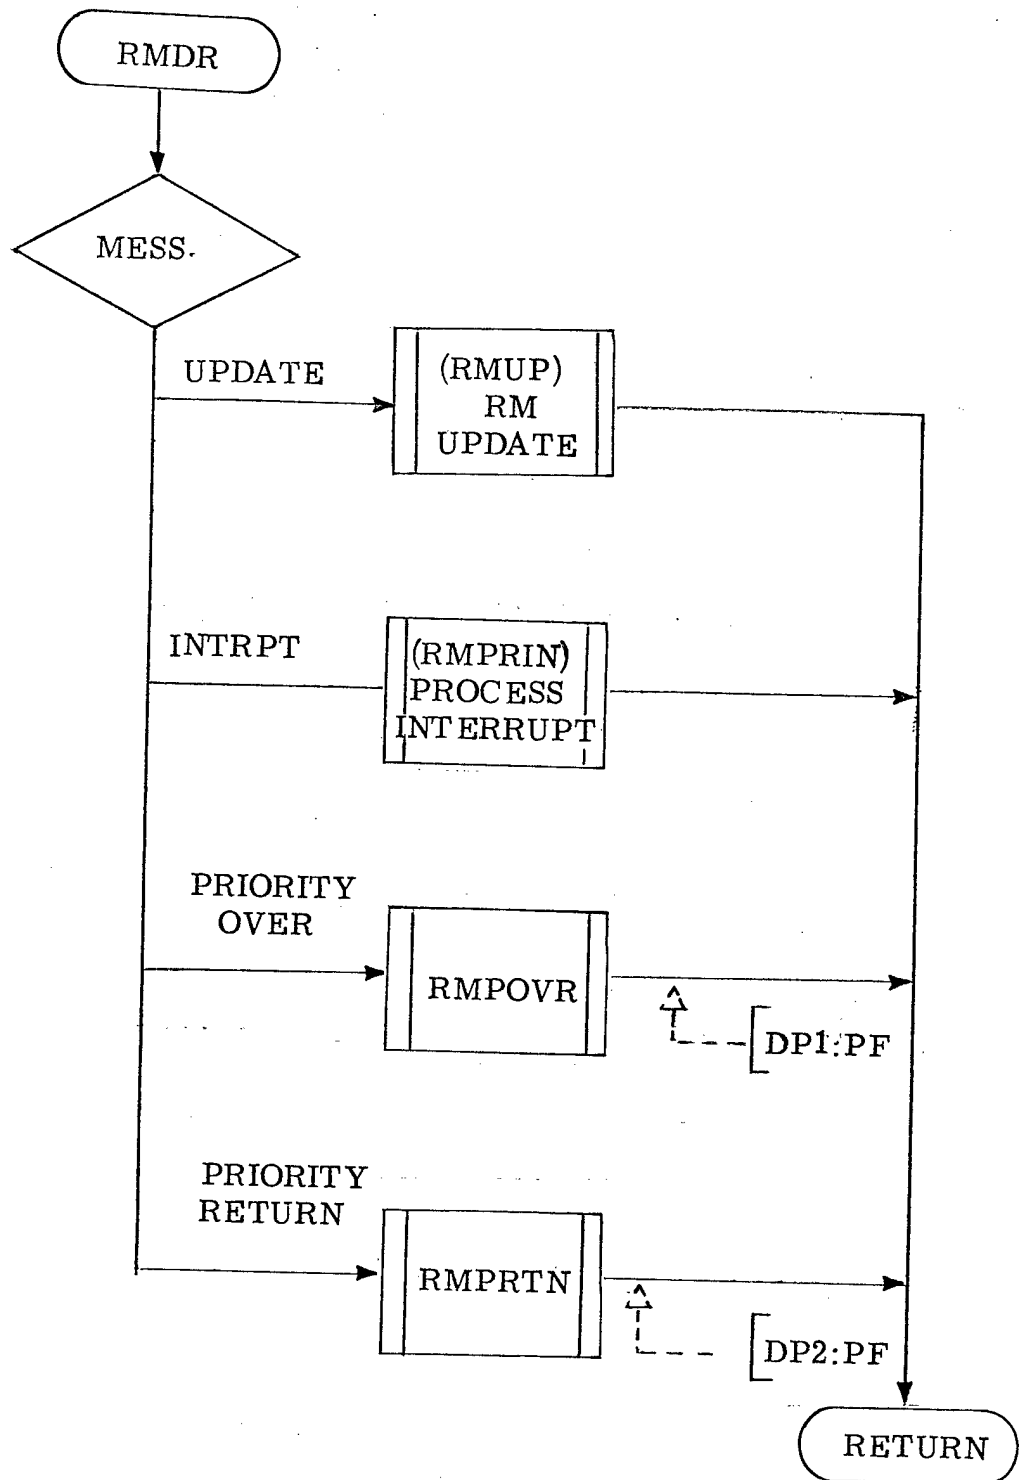 RMDR
MESS.
UPDATE
(RMUP)
RM
UPDATE
INTRPT
(RMPRIN)
PROCESS
INTERRUPT
PRIORITY
OVER
RMPOVR
DP1:PF
PRIORITY
RETURN
RMPRTN
DP2:PF
RETURN